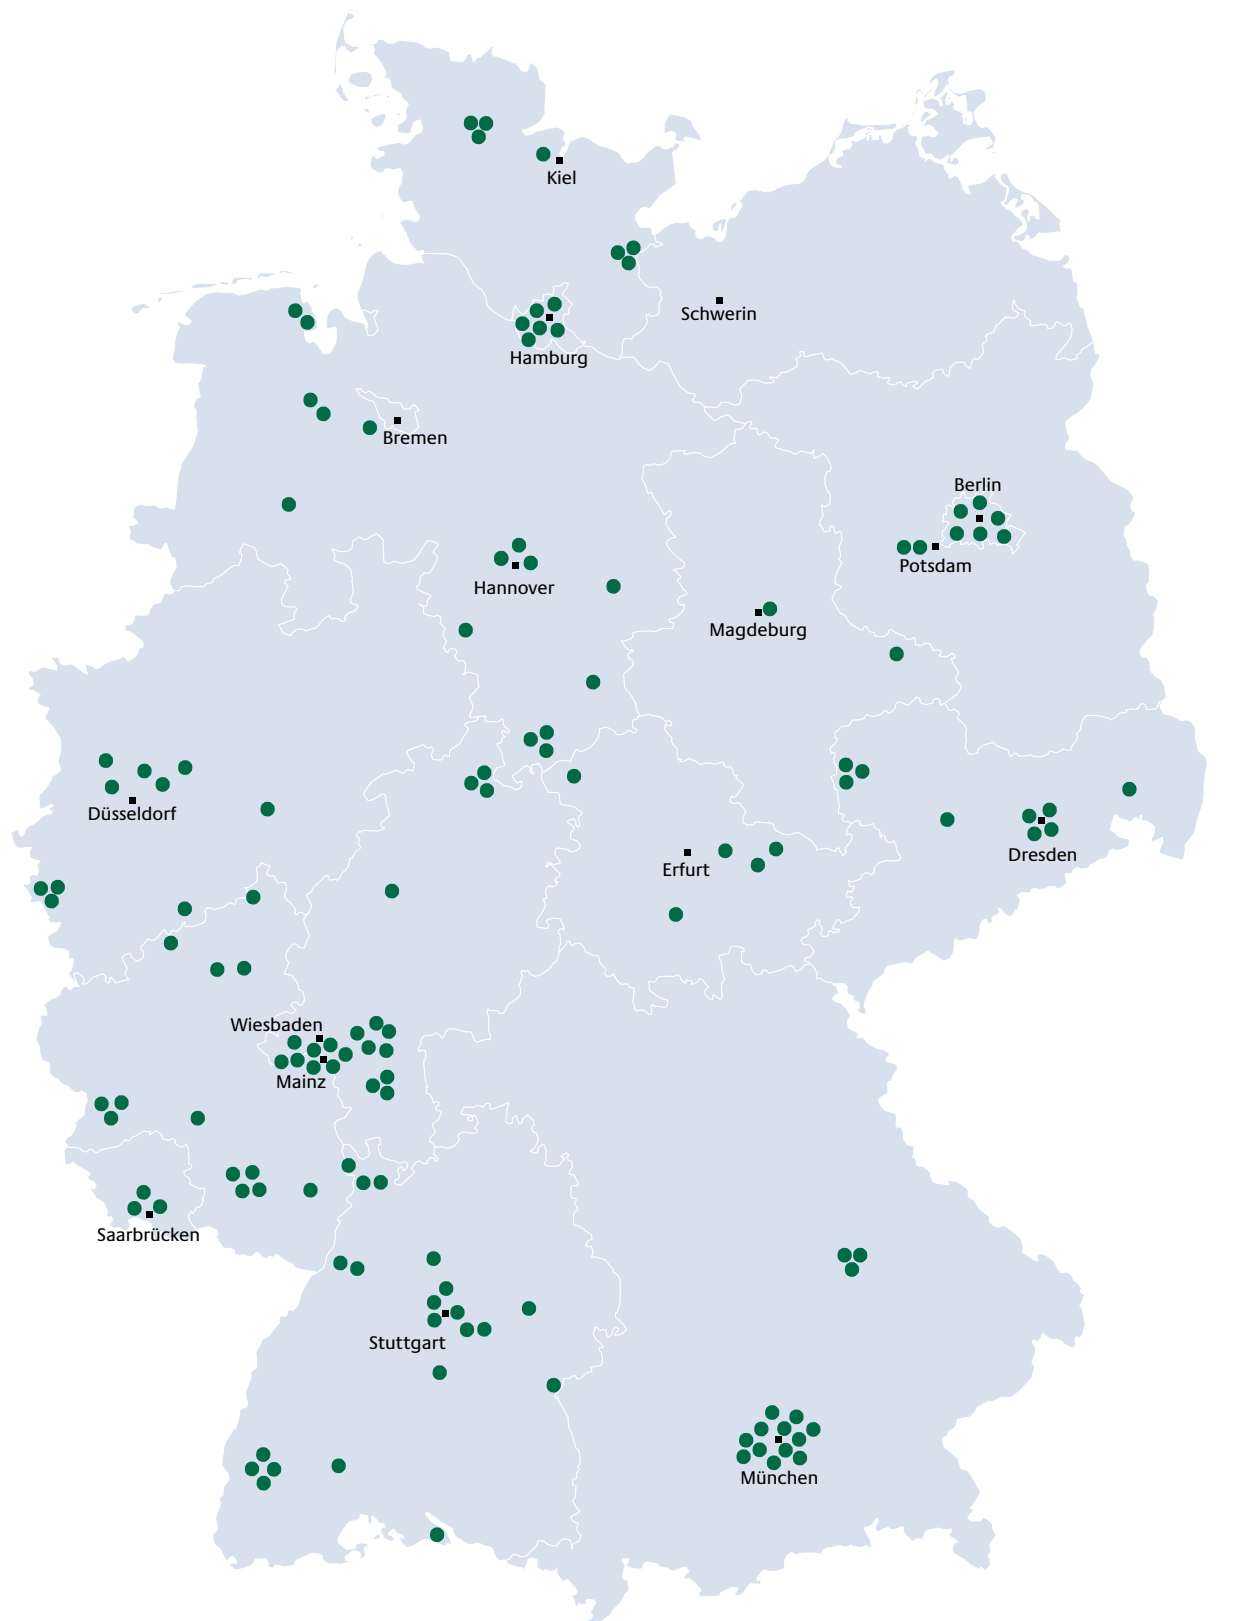 Kiel
Schwerin
Hamburg
Bremen
Berlin
Potsdam
Hannover
Magdeburg
Düsseldorf
Erfurt
Dresden
Wiesbaden
Mainz
Saarbrücken
Stuttgart
München